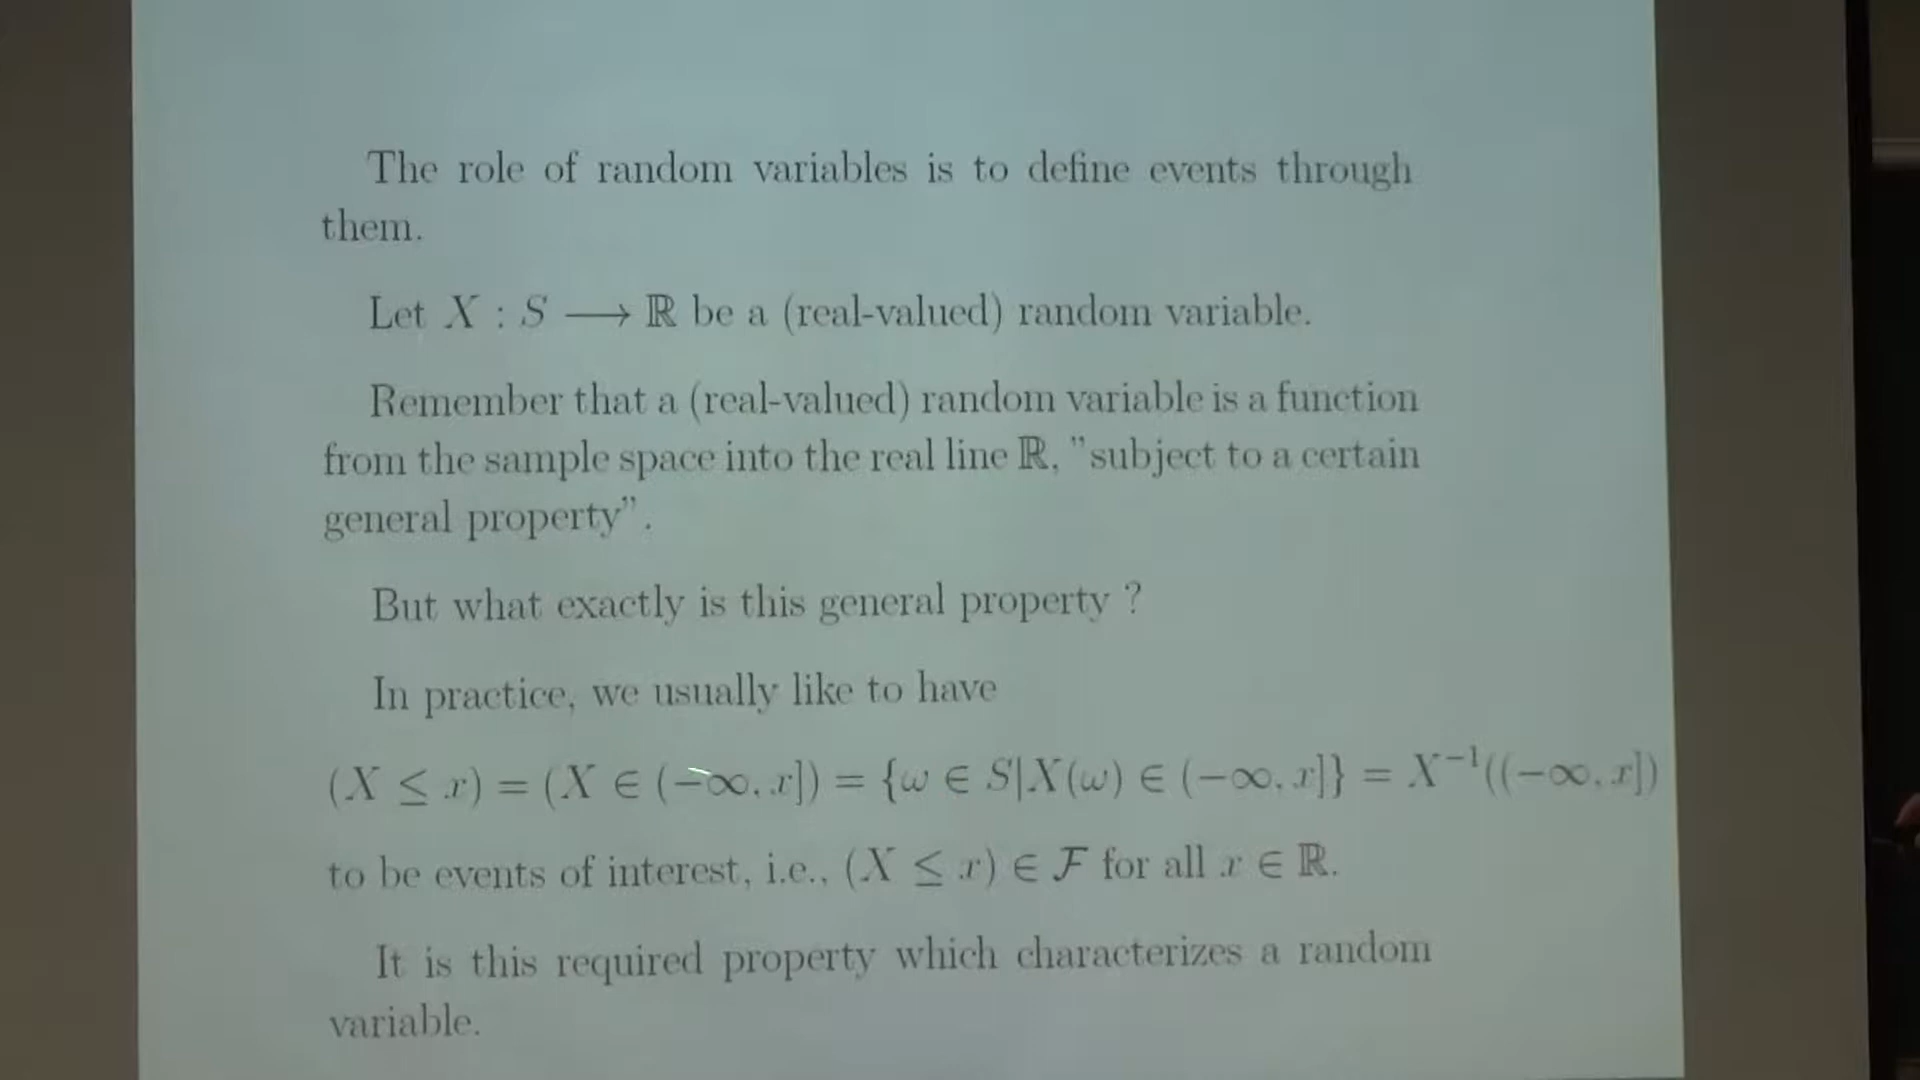 The role of random variables is to define events through
them.
Let X : S ⟶ ℝ be a (real-valued) random variable.
Remember that a (real-valued) random variable is a function
from the sample space into the real line ℝ, ”subject to a certain
general property”.
But what exactly is this general property ?
In practice, we usually like to have
(X ≤ x) = (X ∈ (−∞, x]) = {ω ∈ S|X(ω) ∈ (−∞, x]} = X⁻¹((−∞, x])
to be events of interest, i.e., (X ≤ x) ∈ ℱ for all x ∈ ℝ.
It is this required property which characterizes a random
variable.